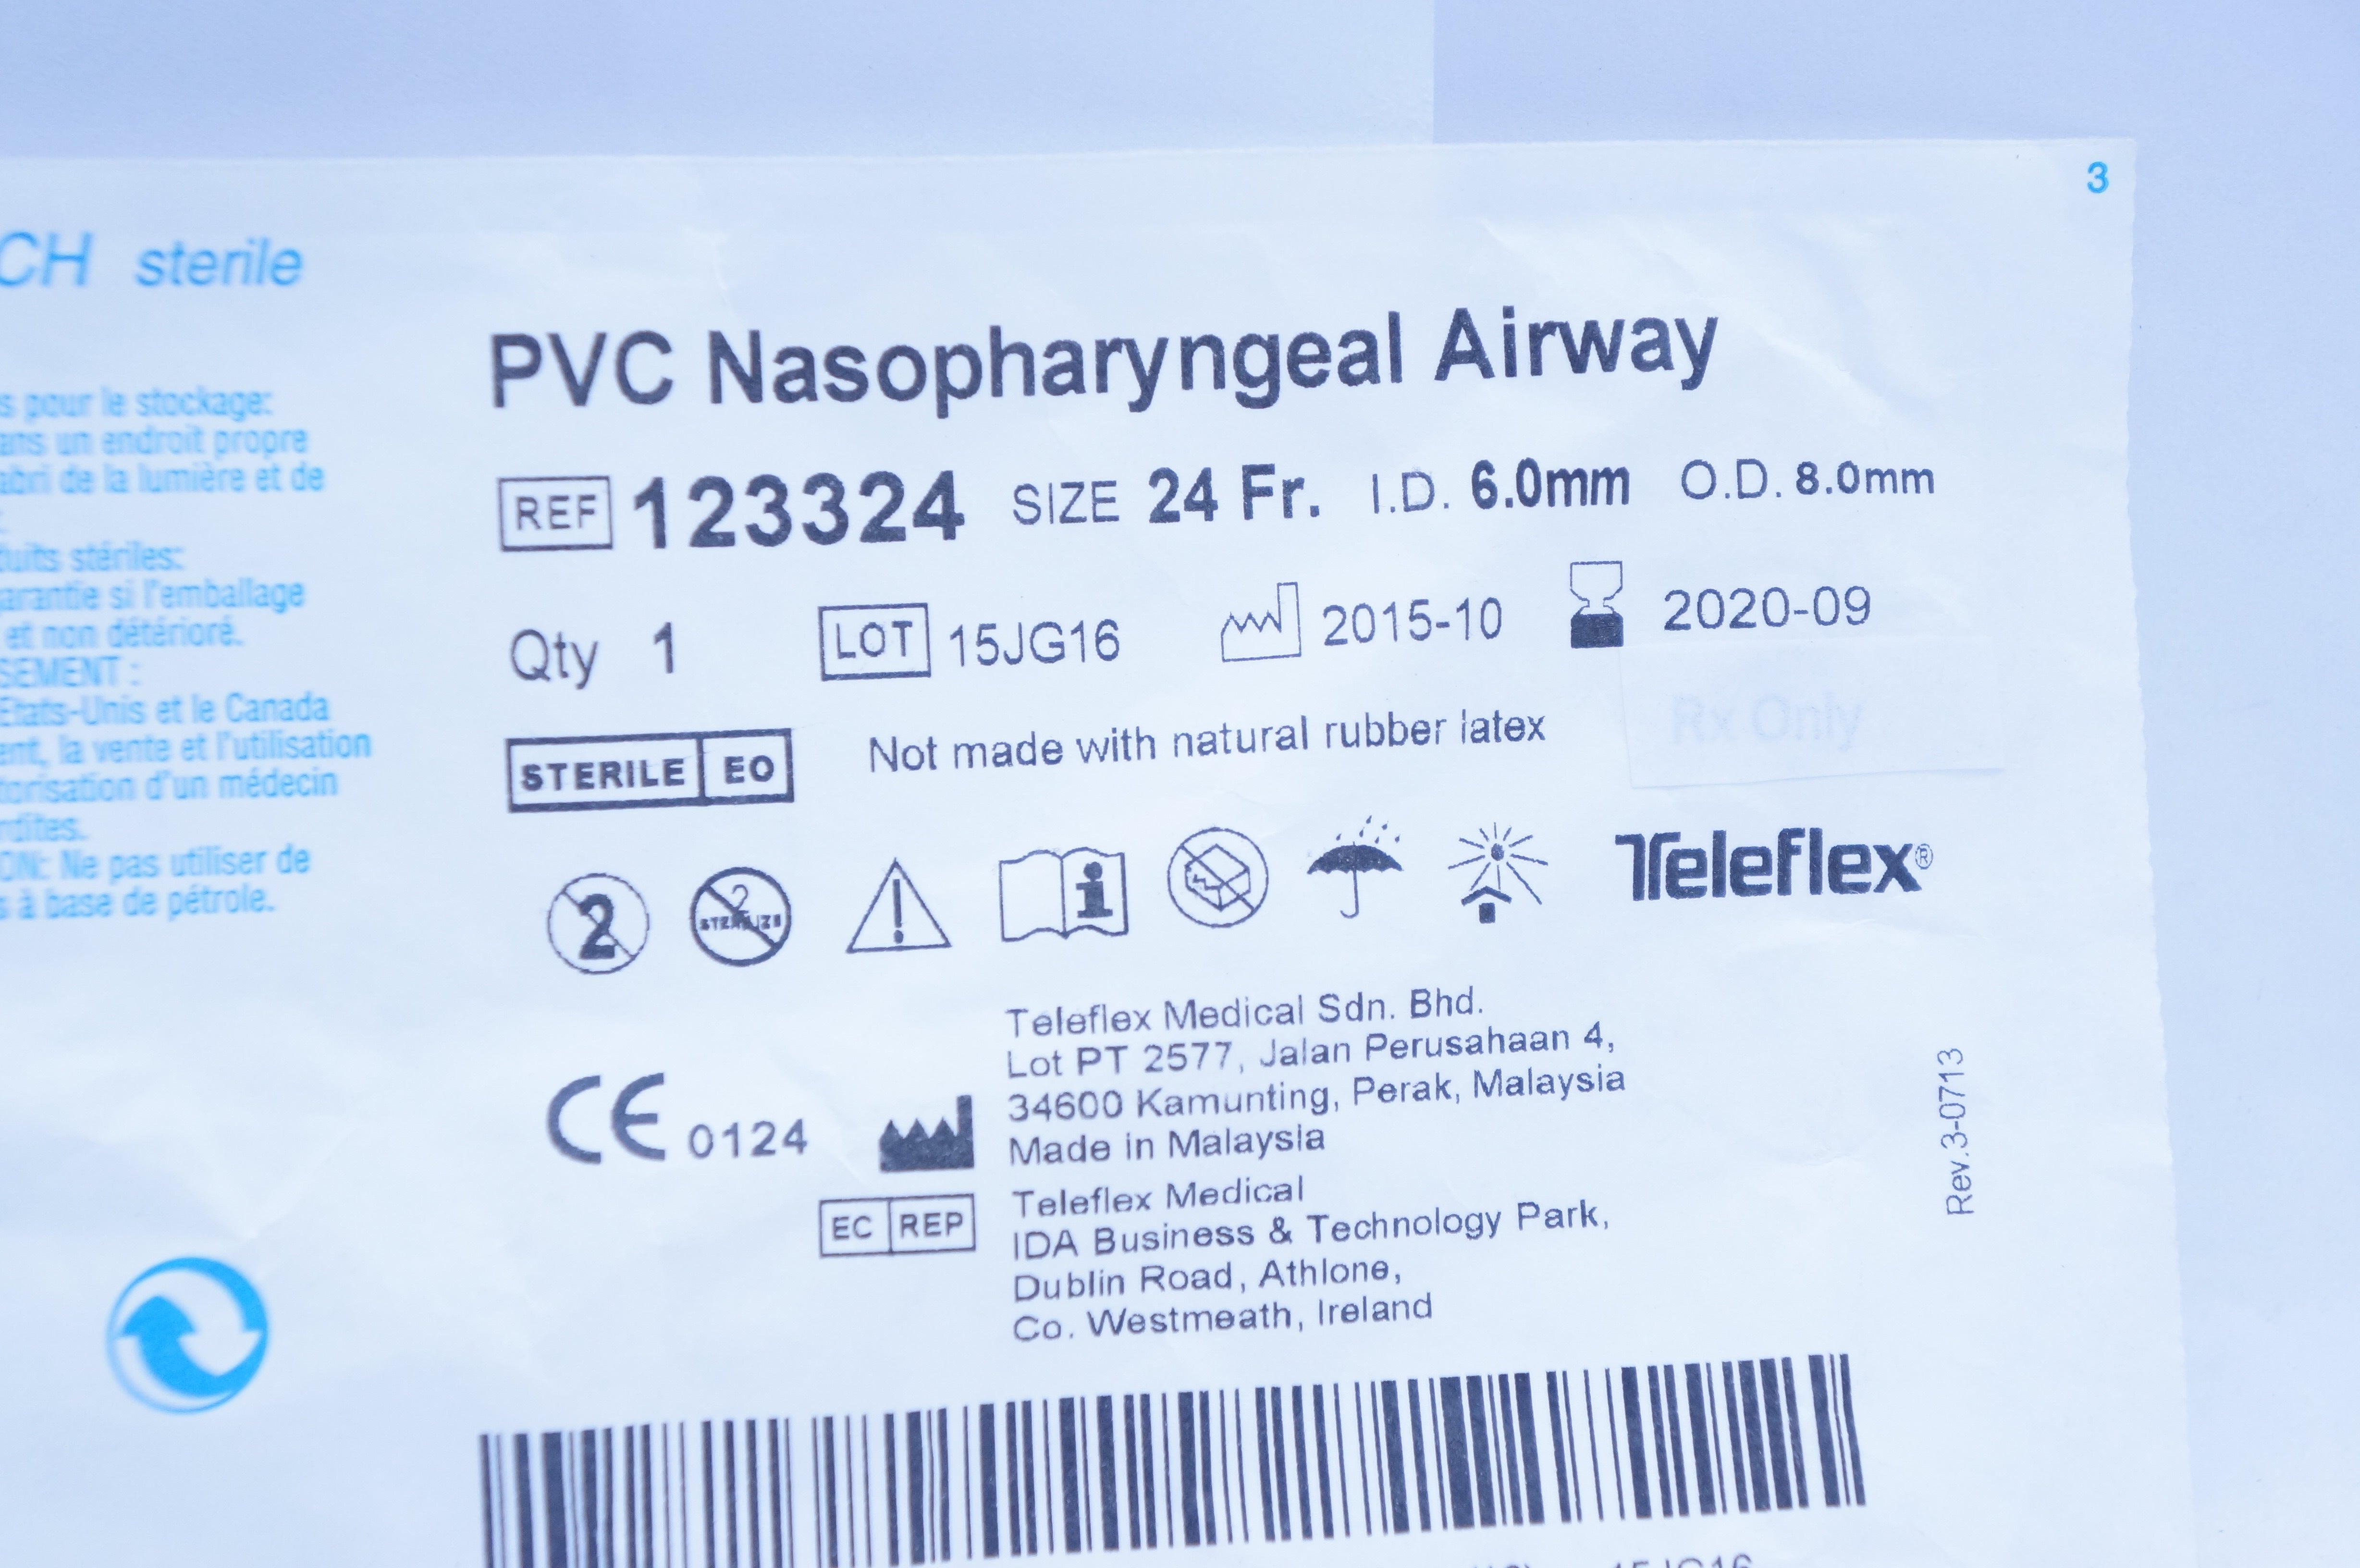 3
CH sterile
s pour le stockage:
ans un endroit propre
abri de la lumière et de
duits stériles:
arantie si l'emballage
et non détérioré.
SEMENT :
Etats-Unis et le Canada
ent, la vente et l'utilisation
torisation d'un médecin
rdites.
ON: Ne pas utiliser de
s à base de pétrole.
PVC Nasopharyngeal Airway
REF 123324 SIZE 24 Fr. I.D. 6.0mm O.D. 8.0mm
Qty 1 LOT 15JG16 2015-10 2020-09
Rx Only
STERILE EO Not made with natural rubber latex
2 2 STERILIZE Teleflex®
Teleflex Medical Sdn. Bhd.
Lot PT 2577, Jalan Perusahaan 4,
34600 Kamunting, Perak, Malaysia
Made in Malaysia
CE 0124
EC REP
Teleflex Medical
IDA Business & Technology Park,
Dublin Road, Athlone,
Co. Westmeath, Ireland
Rev.3-0713